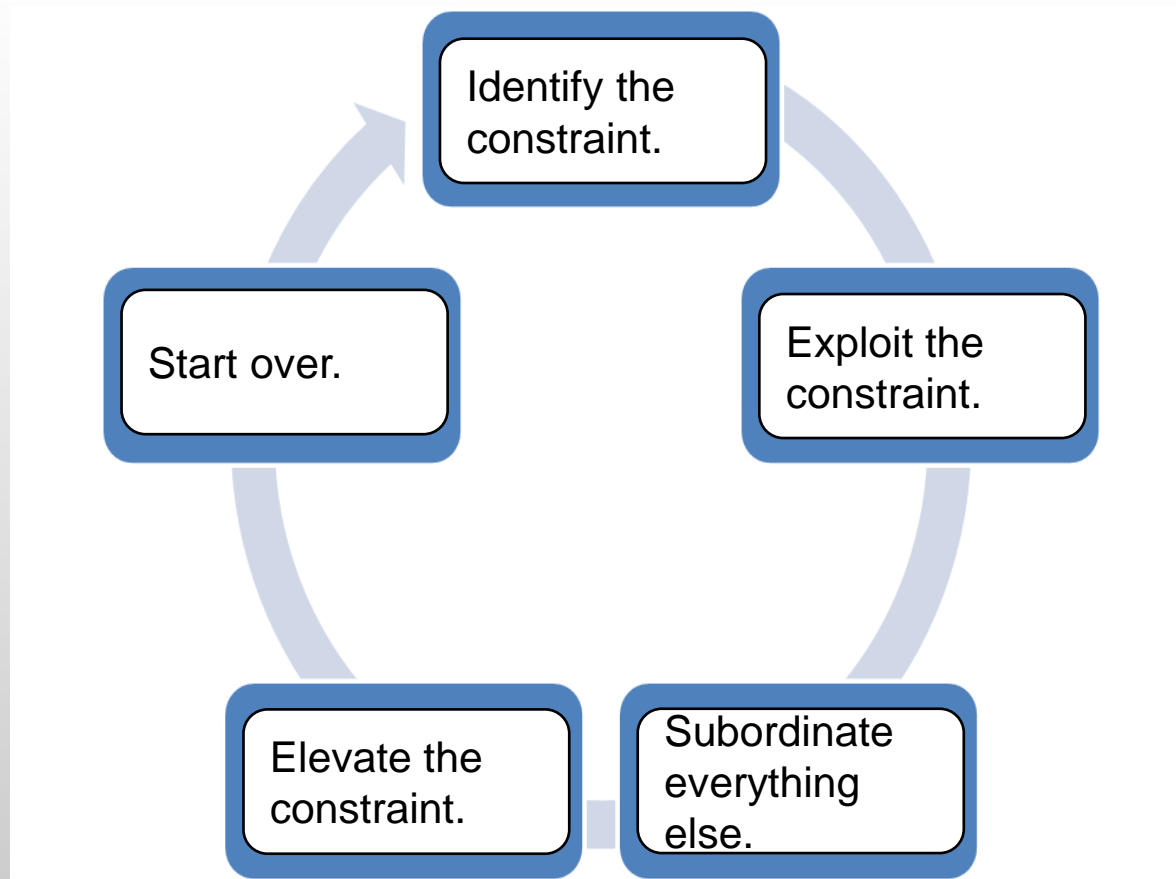 Identify the
constraint.
Exploit the
constraint.
Subordinate
everything
else.
Elevate the
constraint.
Start over.